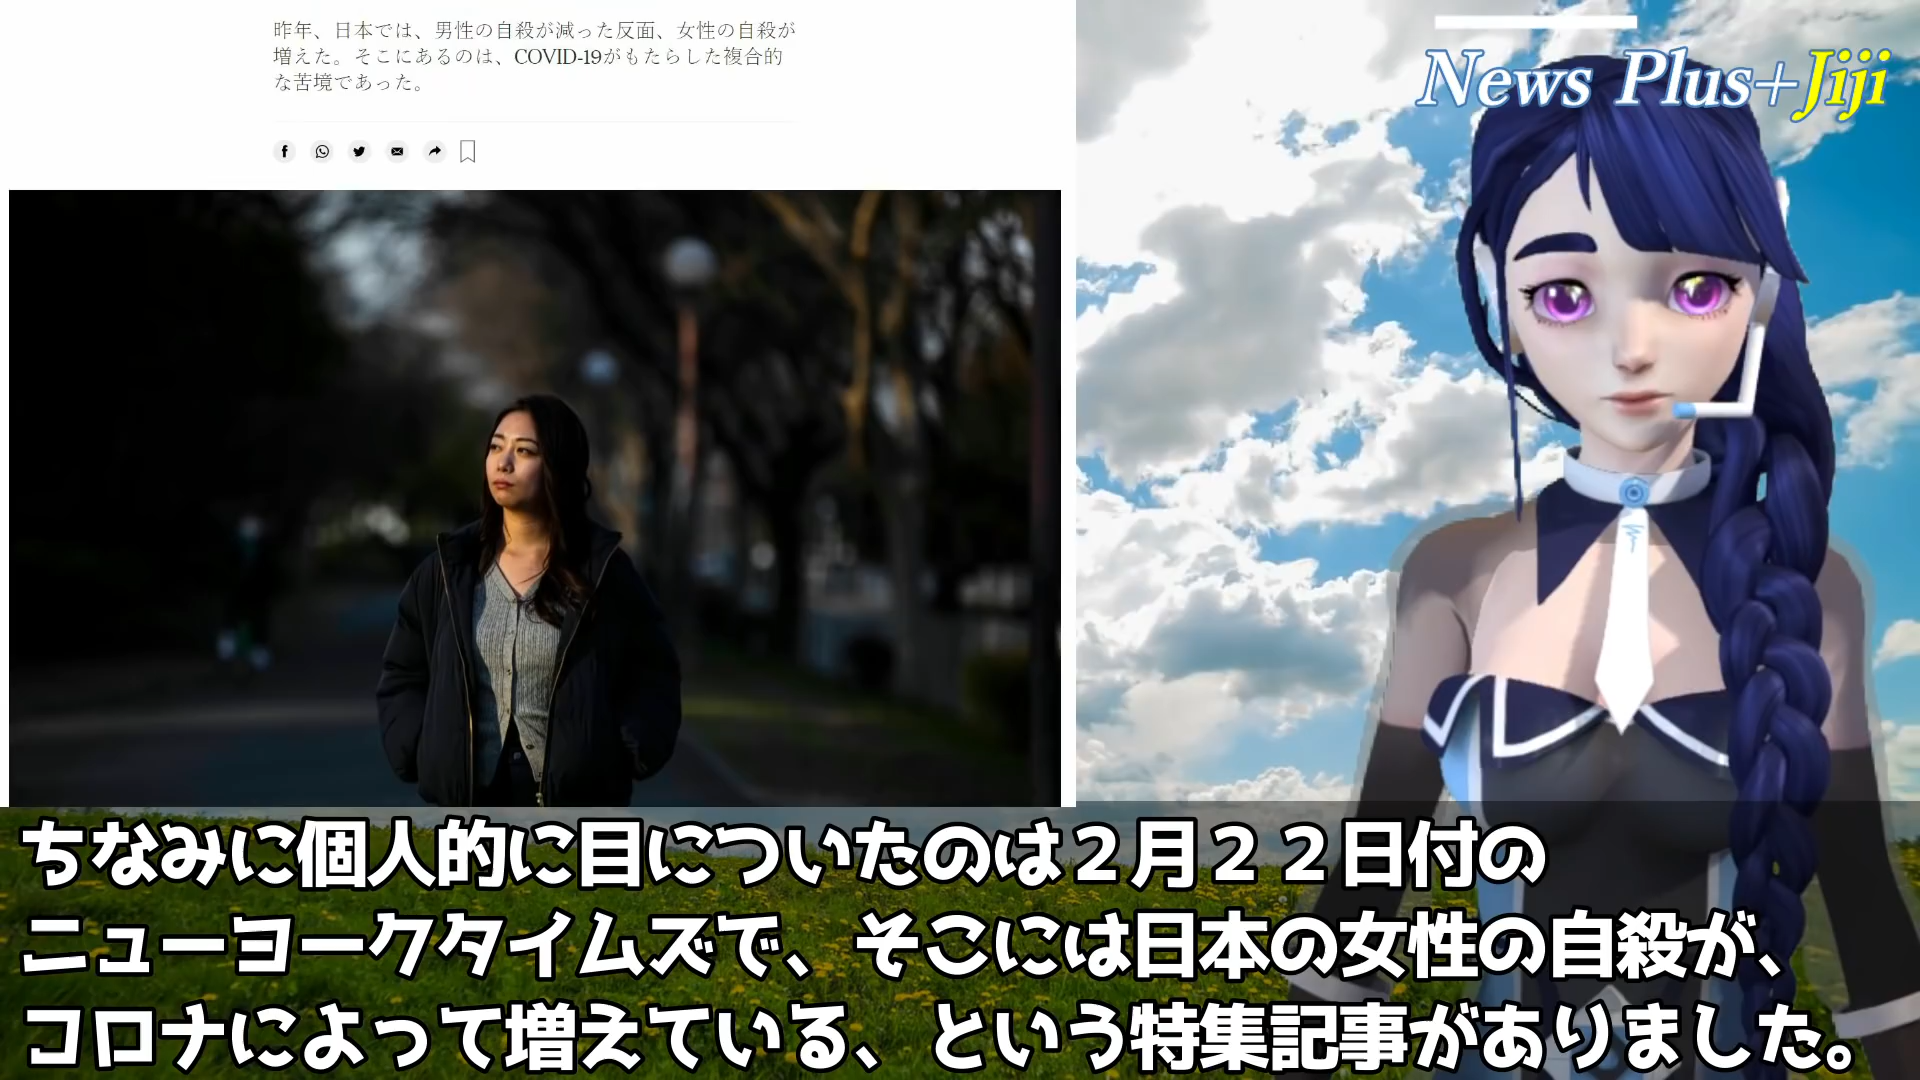 昨年、日本では、男性の自殺が減った反面、女性の自殺が
増えた。そこにあるのは、COVID-19がもたらした複合的
な苦境であった。
News Plus+Jiji
ちなみに個人的に目についたのは２月２２日付の
ニューヨークタイムズで、そこには日本の女性の自殺が、
コロナによって増えている、という特集記事がありました。